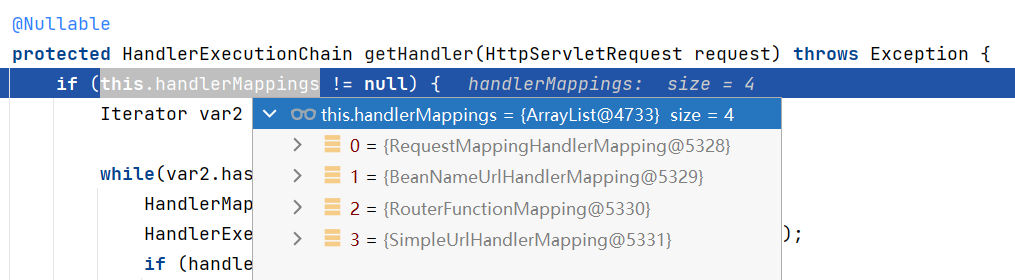 @Nullable
protected HandlerExecutionChain getHandler(HttpServletRequest request) throws Exception {
if (this.handlerMappings != null) { handlerMappings: size = 4
Iterator var2
this.handlerMappings = {ArrayList@4733} size = 4
0 = {RequestMappingHandlerMapping@5328}
1 = {BeanNameUrlHandlerMapping@5329}
2 = {RouterFunctionMapping@5330}
3 = {SimpleUrlHandlerMapping@5331}
while(var2.has
HandlerMap
HandlerExe );
if (handle